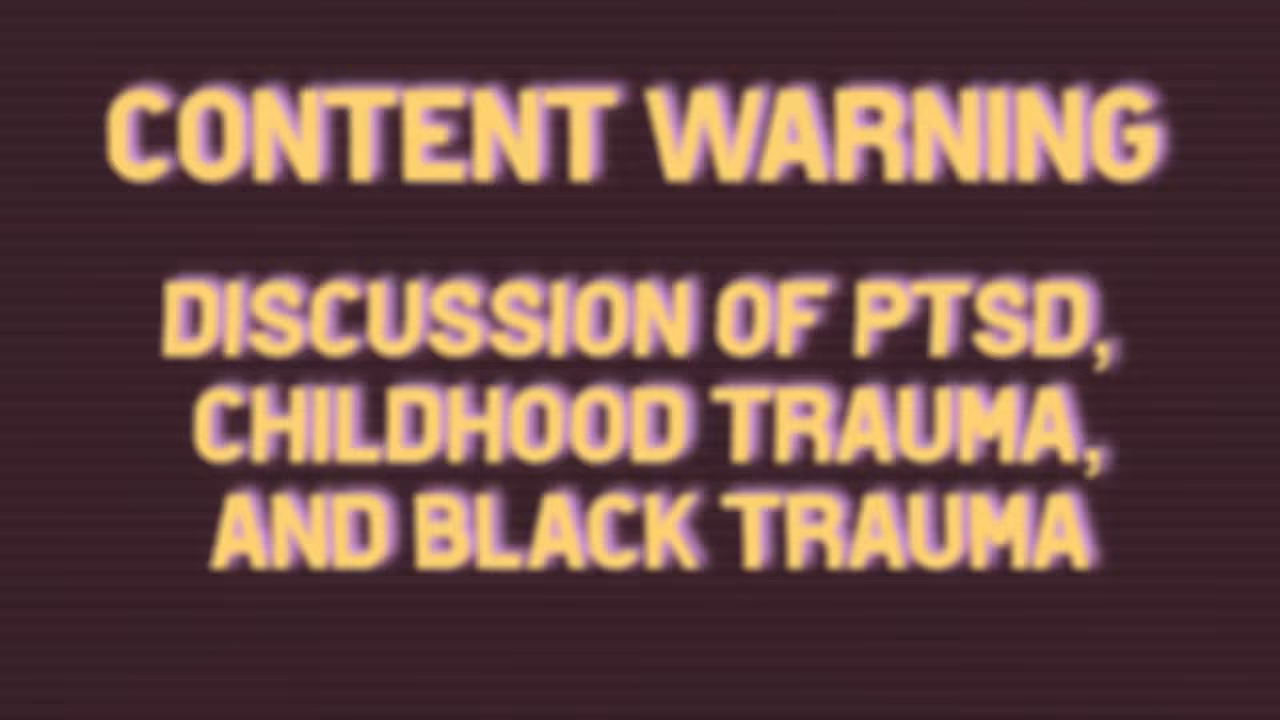 CONTENT WARNING
DISCUSSION OF PTSD,
CHILDHOOD TRAUMA,
AND BLACK TRAUMA